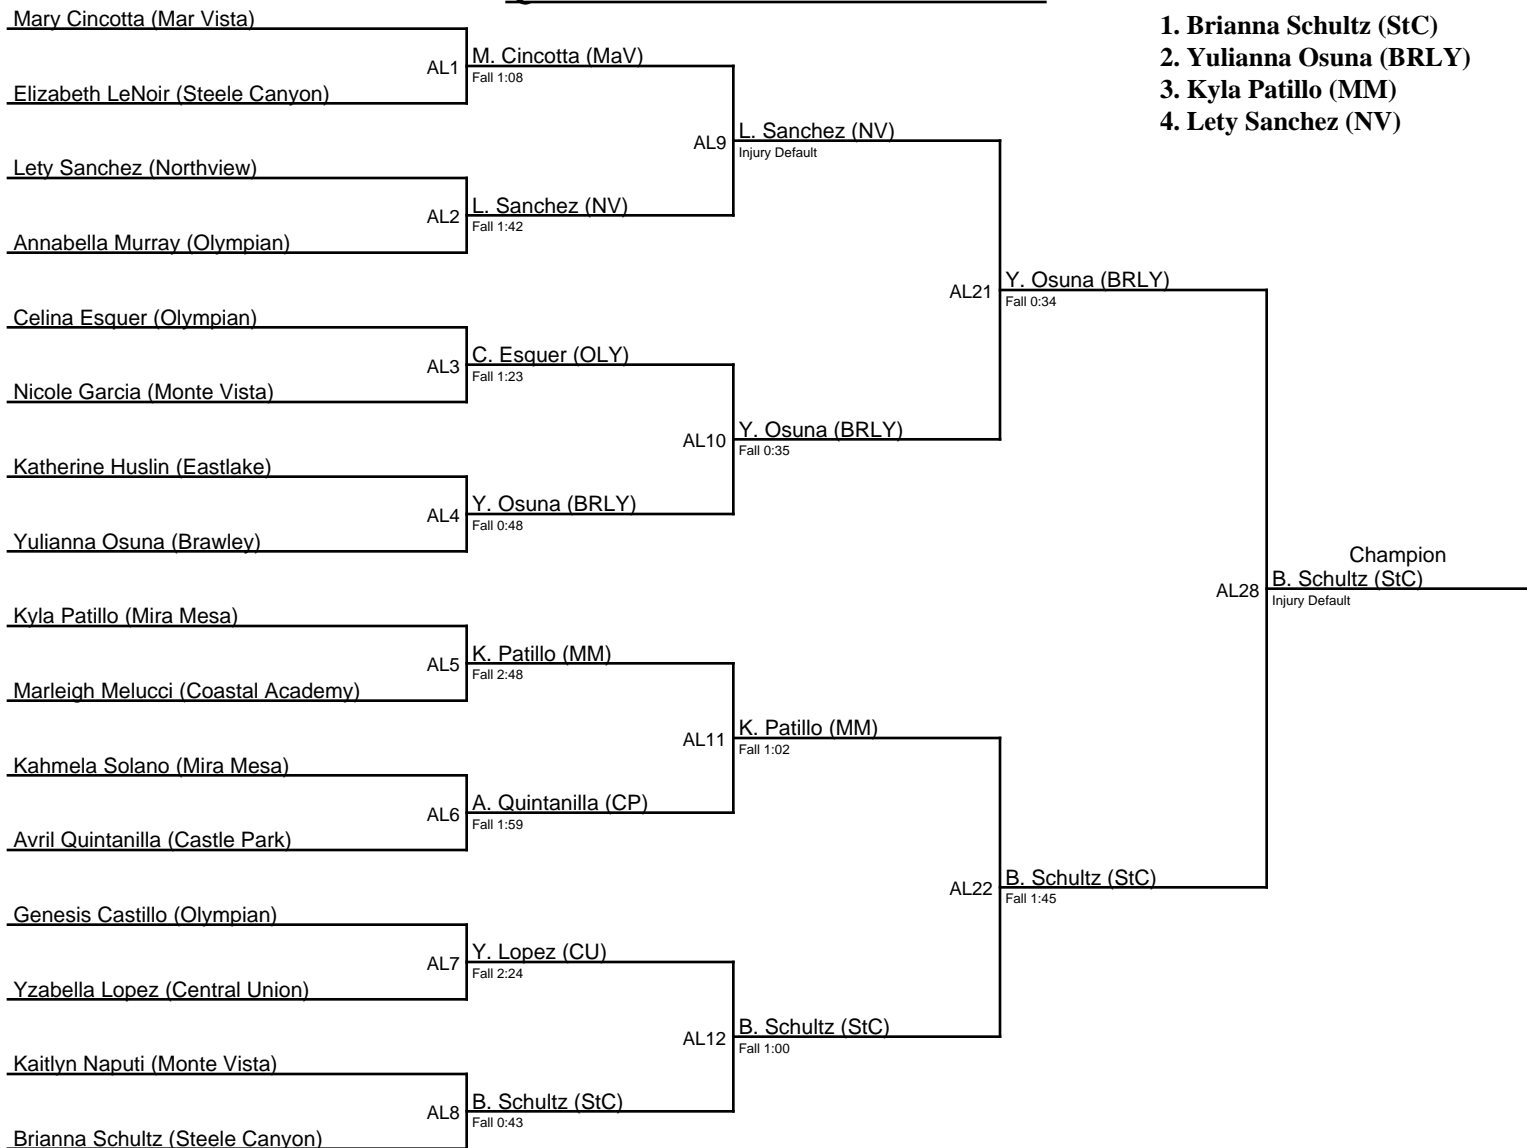 1. Brianna Schultz (StC)
2. Yulianna Osuna (BRLY)
3. Kyla Patillo (MM)
4. Lety Sanchez (NV)
Mary Cincotta (Mar Vista)
AL1
M. Cincotta (MaV)
Fall 1:08
Elizabeth LeNoir (Steele Canyon)
AL9
L. Sanchez (NV)
Injury Default
Lety Sanchez (Northview)
AL2
L. Sanchez (NV)
Fall 1:42
Annabella Murray (Olympian)
AL21
Y. Osuna (BRLY)
Fall 0:34
Celina Esquer (Olympian)
AL3
C. Esquer (OLY)
Fall 1:23
Nicole Garcia (Monte Vista)
AL10
Y. Osuna (BRLY)
Fall 0:35
Katherine Huslin (Eastlake)
AL4
Y. Osuna (BRLY)
Fall 0:48
Yulianna Osuna (Brawley)
Champion
AL28
B. Schultz (StC)
Injury Default
Kyla Patillo (Mira Mesa)
AL5
K. Patillo (MM)
Fall 2:48
Marleigh Melucci (Coastal Academy)
AL11
K. Patillo (MM)
Fall 1:02
Kahmela Solano (Mira Mesa)
AL6
A. Quintanilla (CP)
Fall 1:59
Avril Quintanilla (Castle Park)
AL22
B. Schultz (StC)
Fall 1:45
Genesis Castillo (Olympian)
AL7
Y. Lopez (CU)
Fall 2:24
Yzabella Lopez (Central Union)
AL12
B. Schultz (StC)
Fall 1:00
Kaitlyn Naputi (Monte Vista)
AL8
B. Schultz (StC)
Fall 0:43
Brianna Schultz (Steele Canyon)